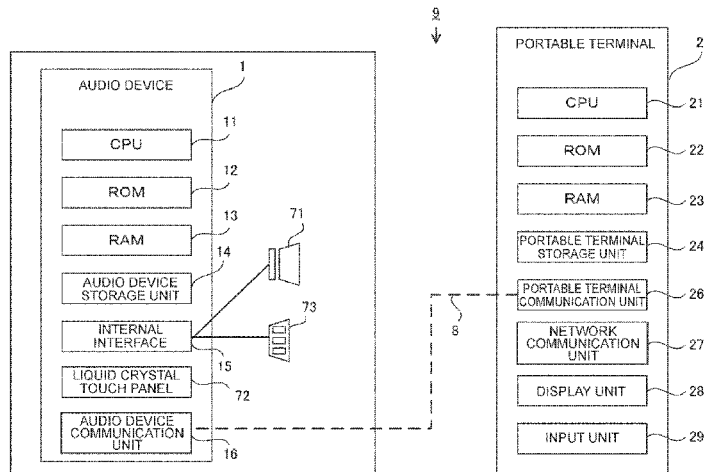 9
AUDIO DEVICE
1
CPU
11
ROM
12
RAM
13
AUDIO DEVICE
STORAGE UNIT
14
INTERNAL
INTERFACE
15
LIQUID CRYSTAL
TOUCH PANEL
72
AUDIO DEVICE
COMMUNICATION
UNIT
16
71
73
8
PORTABLE TERMINAL
2
CPU
21
ROM
22
RAM
23
PORTABLE TERMINAL
STORAGE UNIT
24
PORTABLE TERMINAL
COMMUNICATION UNIT
26
NETWORK
COMMUNICATION
UNIT
27
DISPLAY UNIT
28
INPUT UNIT
29